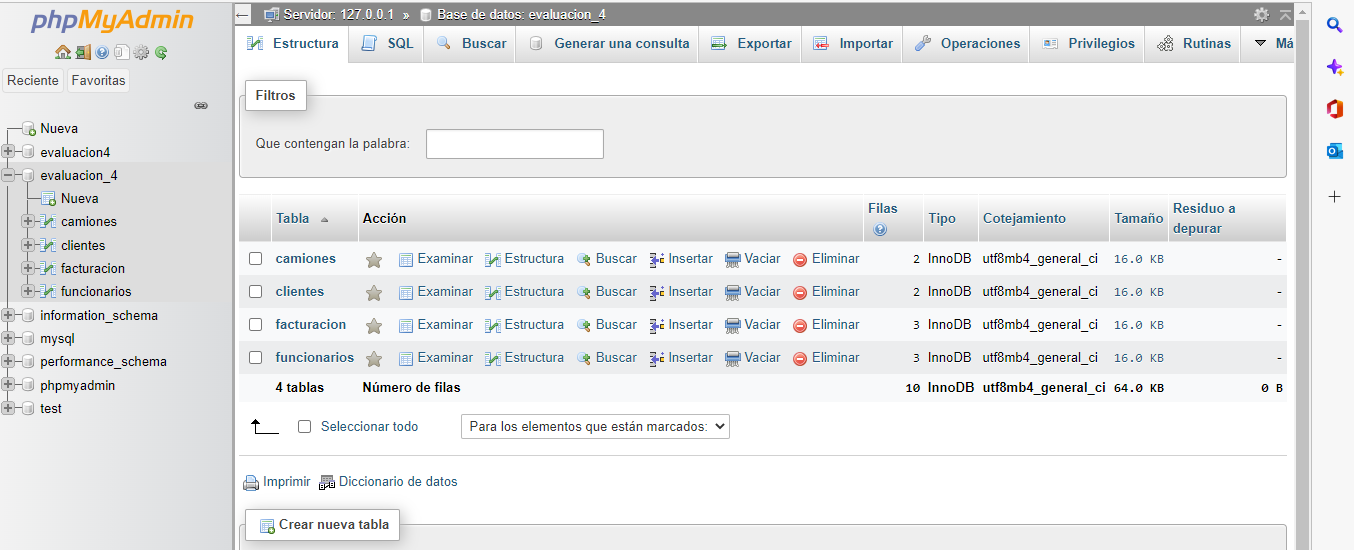 phpMyAdmin
Reciente Favoritas
Nueva
evaluacion4
evaluacion_4
Nueva
camiones
clientes
facturacion
funcionarios
information_schema
mysql
performance_schema
phpmyadmin
test
Servidor: 127.0.0.1 » Base de datos: evaluacion_4
Estructura SQL Buscar Generar una consulta Exportar Importar Operaciones Privilegios Rutinas Má
Filtros
Que contengan la palabra:
Tabla Acción Filas Tipo Cotejamiento Tamaño Residuo a depurar
camiones Examinar Estructura Buscar Insertar Vaciar Eliminar 2 InnoDB utf8mb4_general_ci 16.0 KB -
clientes Examinar Estructura Buscar Insertar Vaciar Eliminar 2 InnoDB utf8mb4_general_ci 16.0 KB -
facturacion Examinar Estructura Buscar Insertar Vaciar Eliminar 3 InnoDB utf8mb4_general_ci 16.0 KB -
funcionarios Examinar Estructura Buscar Insertar Vaciar Eliminar 3 InnoDB utf8mb4_general_ci 16.0 KB -
4 tablas Número de filas 10 InnoDB utf8mb4_general_ci 64.0 KB 0 B
Seleccionar todo Para los elementos que están marcados:
Imprimir Diccionario de datos
Crear nueva tabla